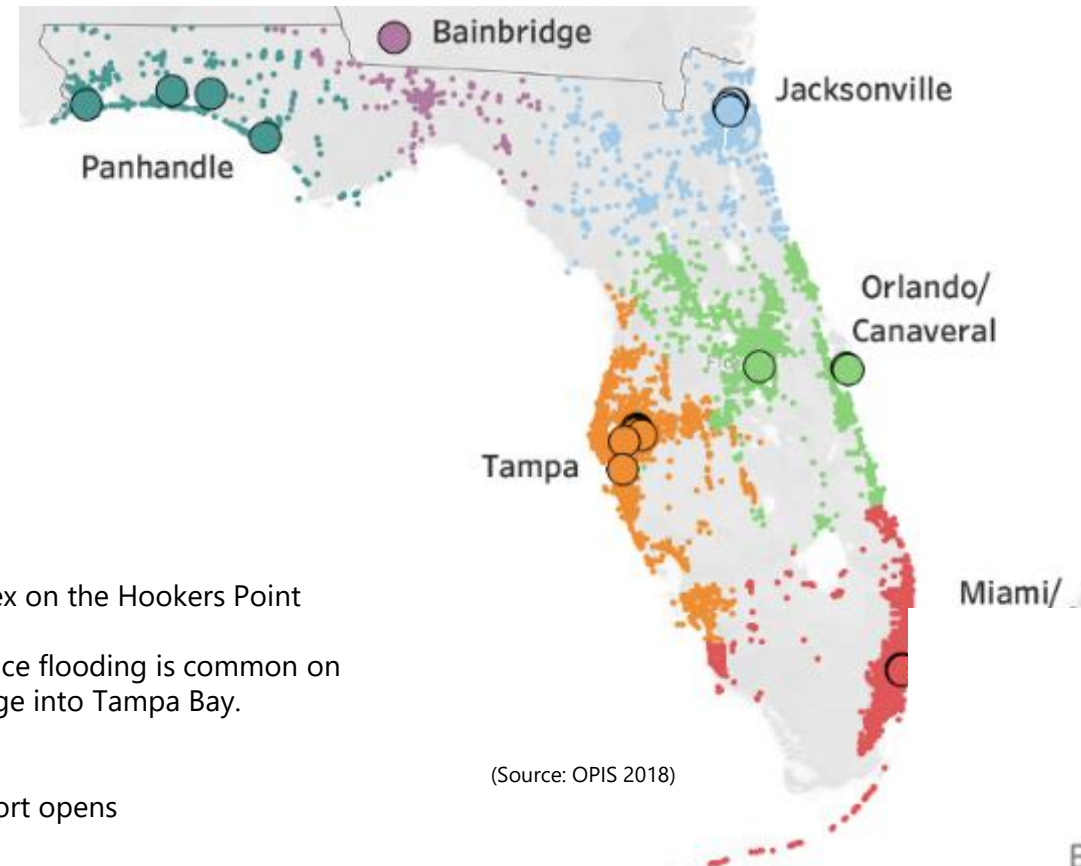 Bainbridge
Jacksonville
Panhandle
Orlando/
Canaveral
Tampa
ex on the Hookers Point
Miami/
ce flooding is common on
ge into Tampa Bay.
(Source: OPIS 2018)
ort opens